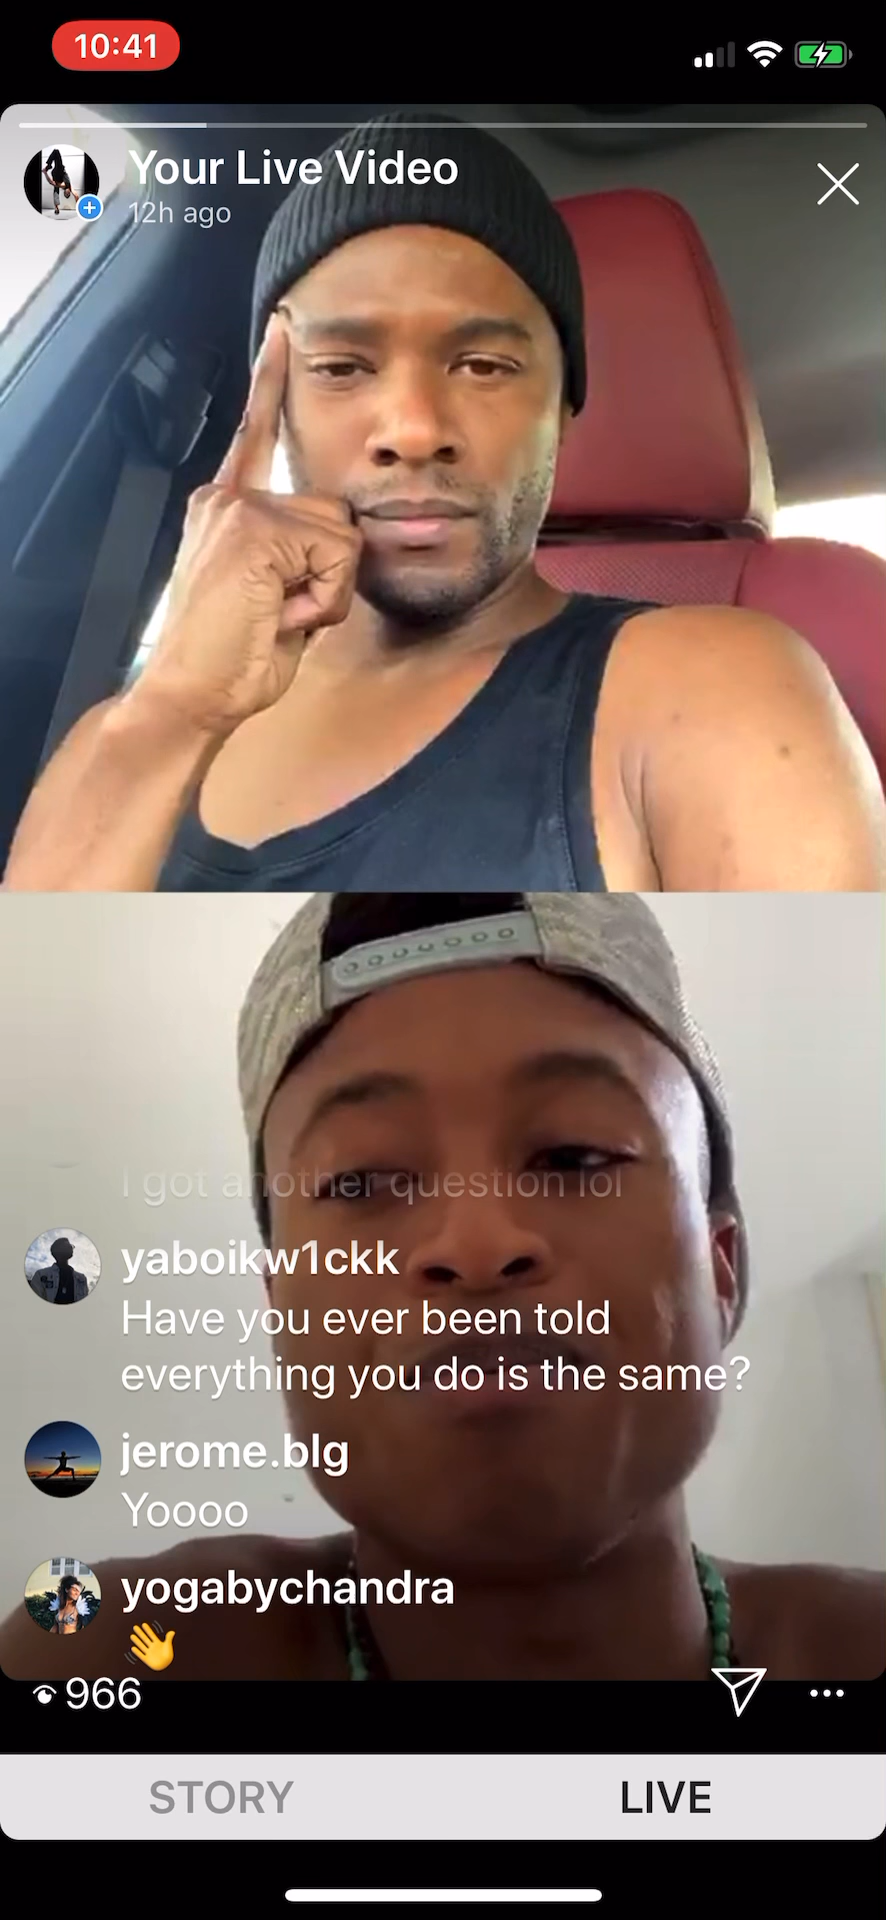 10:41
Your Live Video
12h ago
I got another question lol
yaboikw1ckk
Have you ever been told
everything you do is the same?
jerome.blg
Yoooo
yogabychandra
👋
966
STORY
LIVE